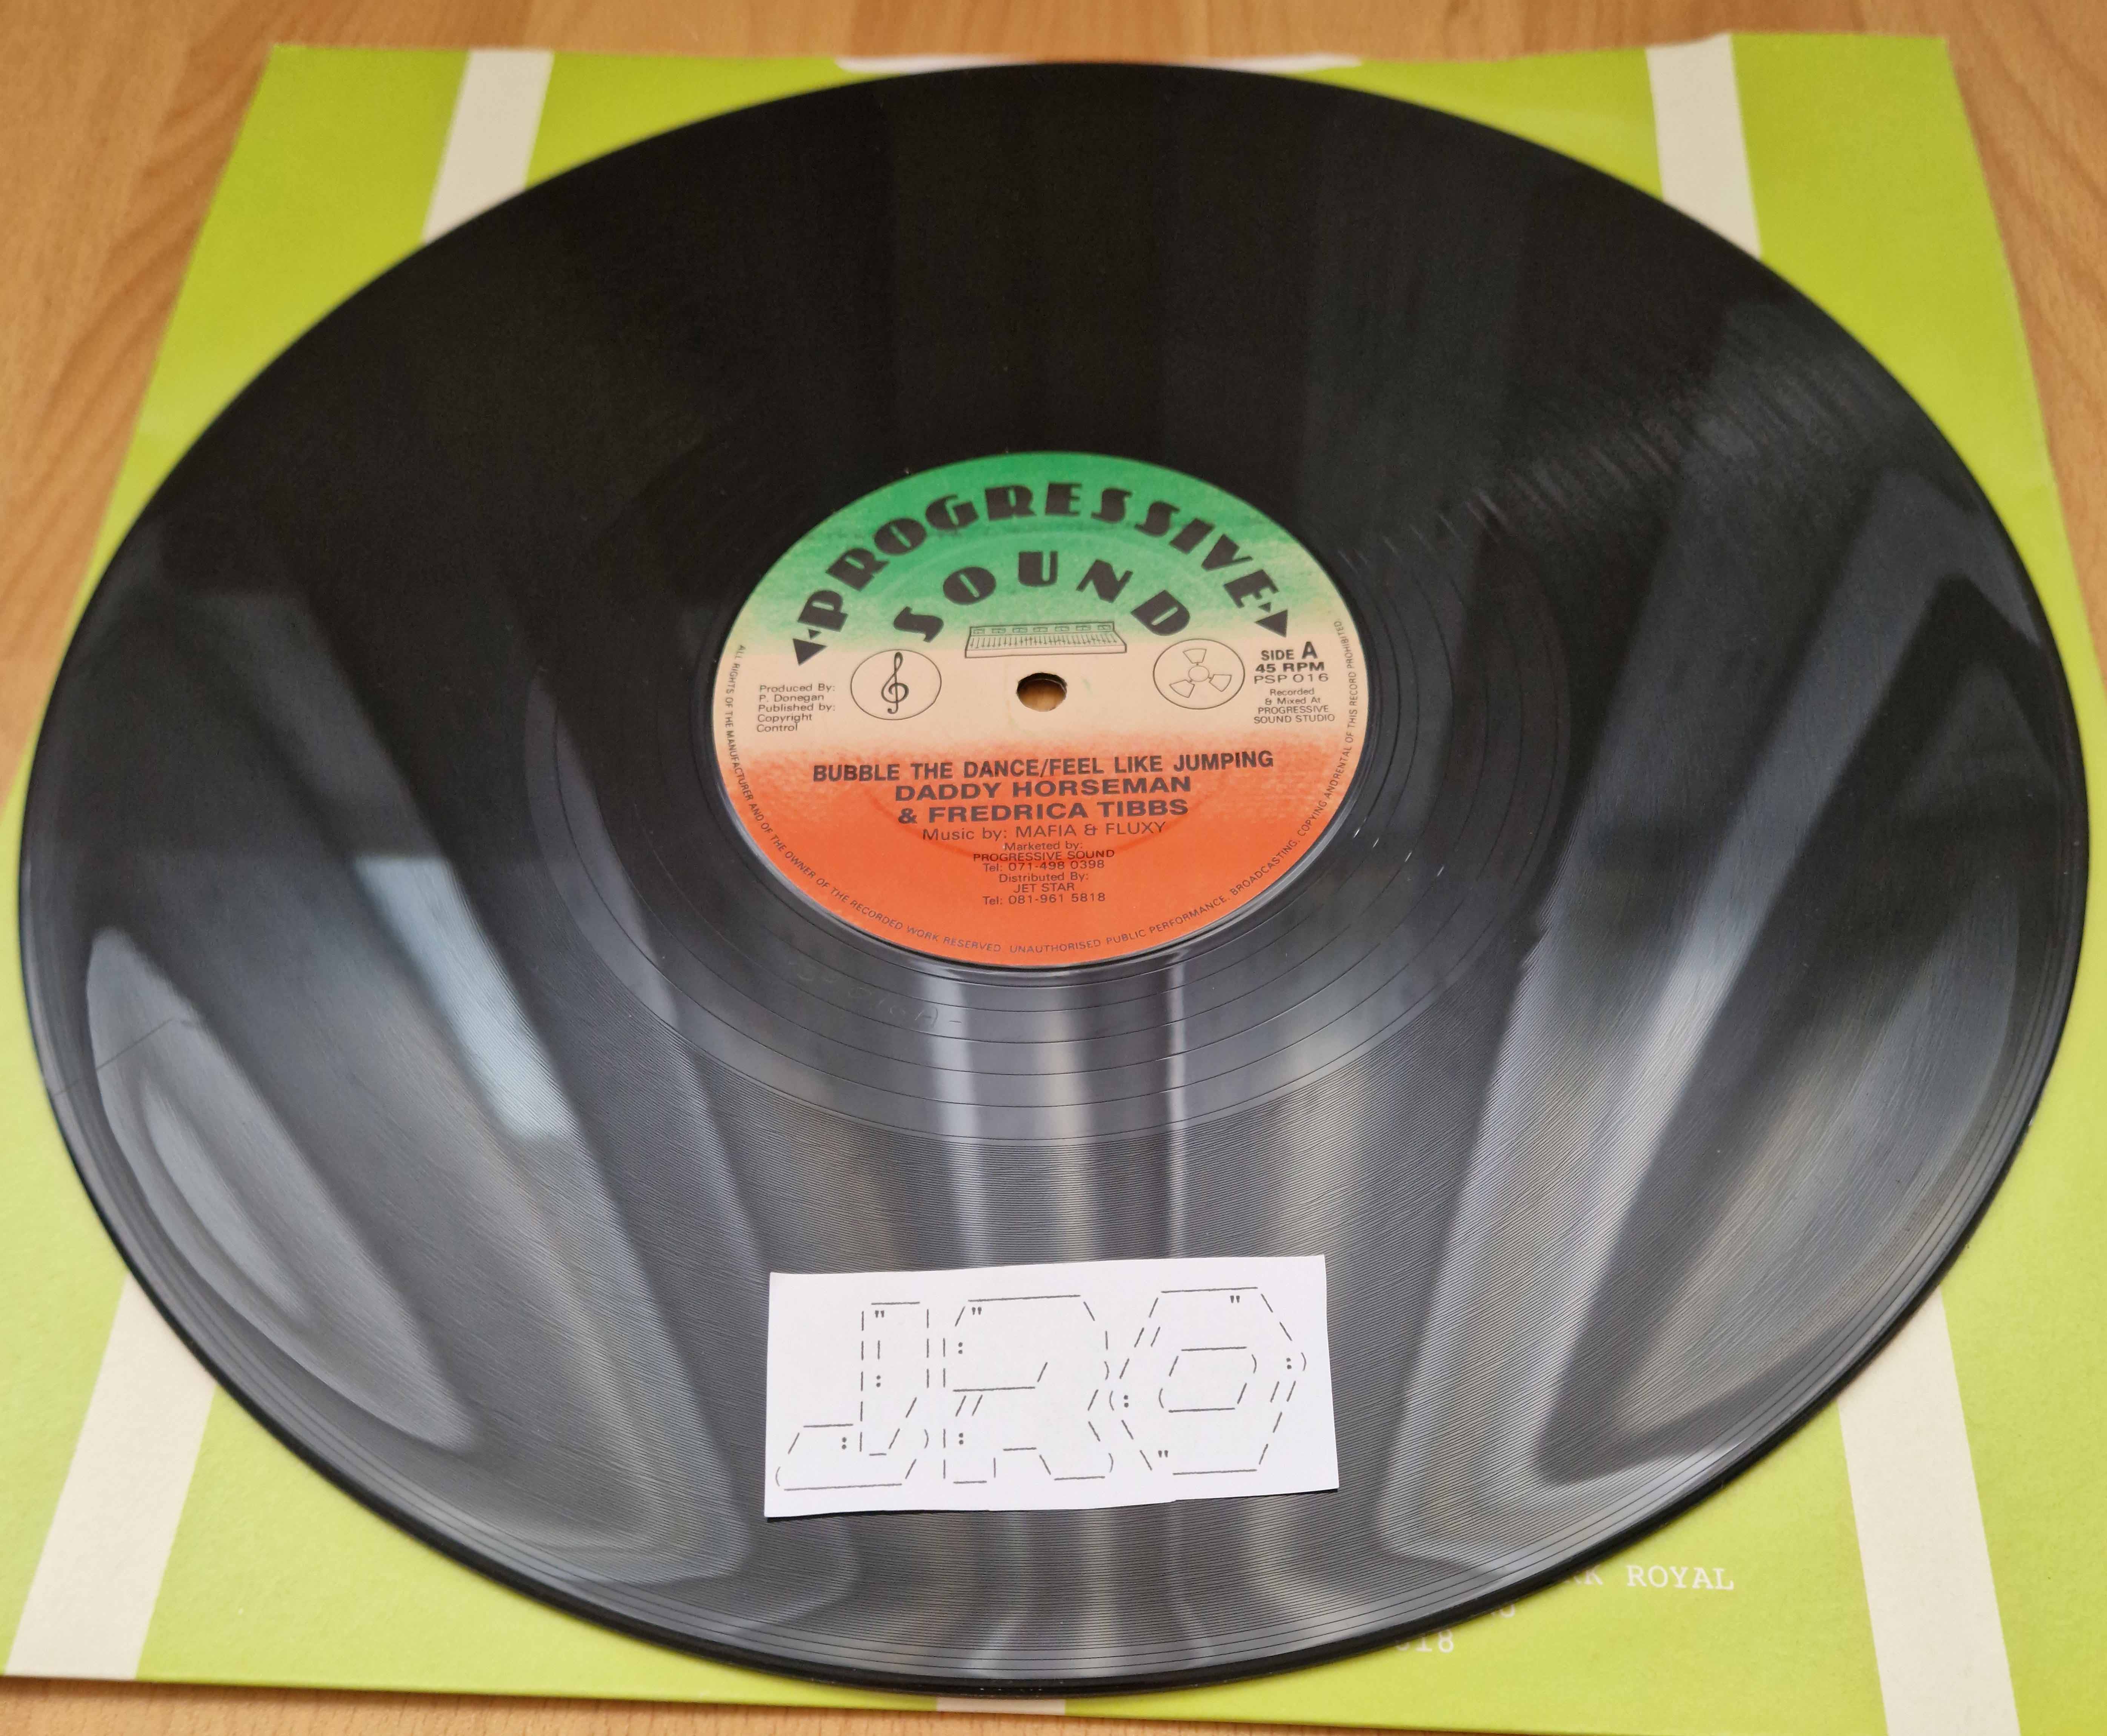 PROGRESSIVE
SOUND
SIDE A
45 RPM
PSP 016
Recorded
& Mixed At
PROGRESSIVE
SOUND STUDIO
Produced By:
P. Donegan
Published by:
Copyright
Control
BUBBLE THE DANCE/FEEL LIKE JUMPING
DADDY HORSEMAN
& FREDRICA TIBBS
Music by: MAFIA & FLUXY
Marketed by:
PROGRESSIVE SOUND
Tel: 071-498 0398
Distributed By:
JET STAR
Tel: 081-961 5818
ALL RIGHTS OF THE MANUFACTURER AND OF THE OWNER OF THE RECORDED WORK RESERVED. UNAUTHORISED PUBLIC PERFORMANCE, BROADCASTING, COPYING AND RENTAL OF THIS RECORD PROHIBITED.
JRO
ROYAL